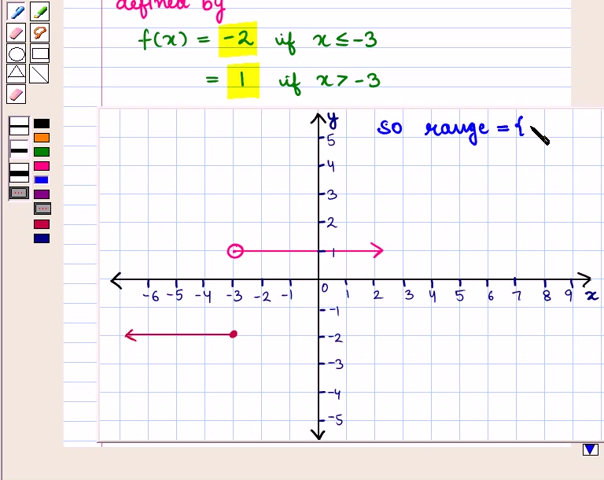 defined by
f(x) = -2 if x ≤ -3
= 1 if x > -3
so range = {
y
5
4
3
2
1
-6 -5 -4 -3 -2 -1 0 1 2 3 4 5 6 7 8 9 x
-1
-2
-3
-4
-5